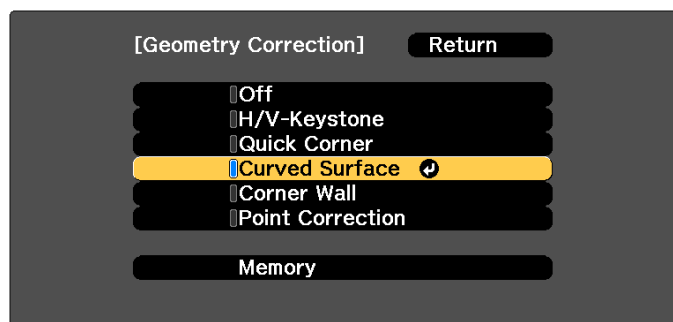 [Geometry Correction] Return
Off
H/V-Keystone
Quick Corner
Curved Surface
Corner Wall
Point Correction
Memory